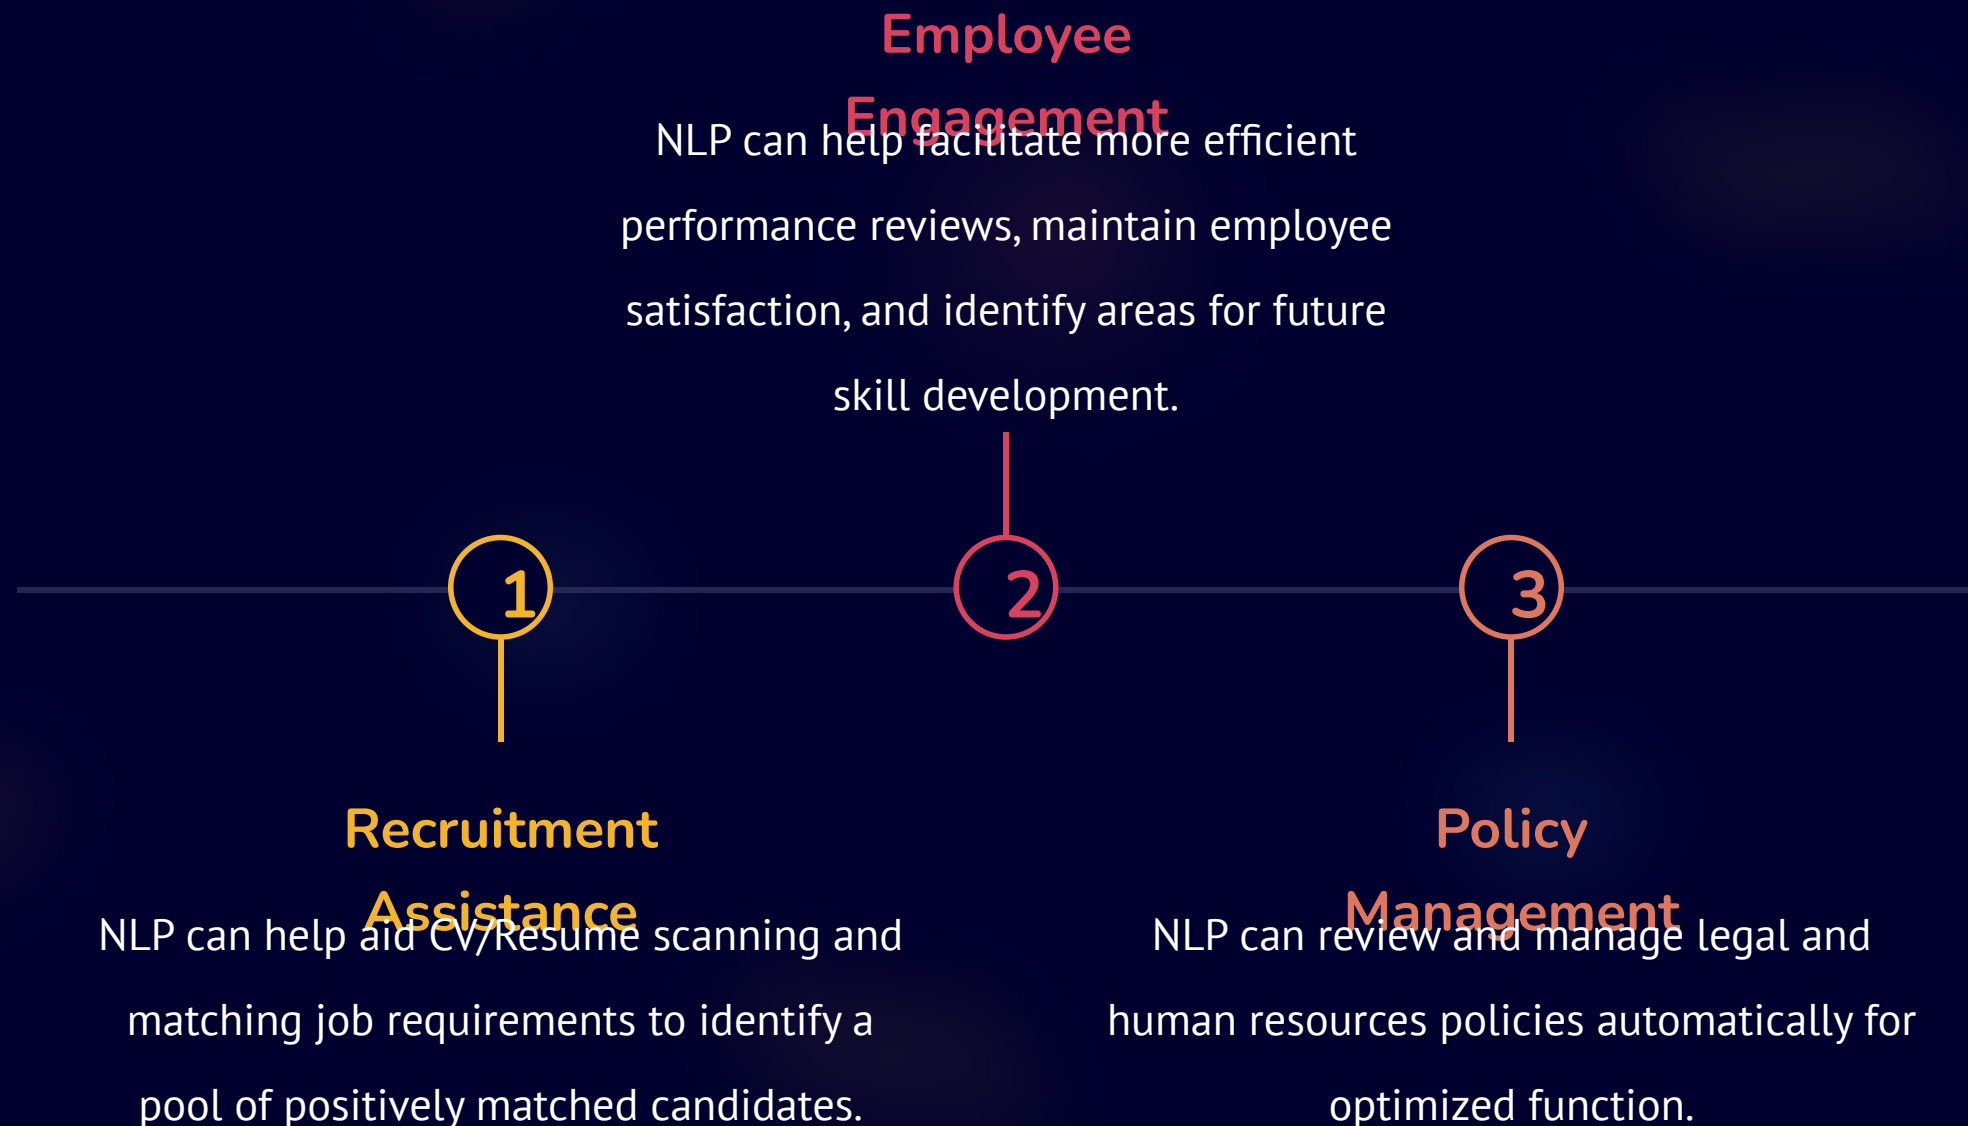 Employee
Engagement
NLP can help facilitate more efficient
performance reviews, maintain employee
satisfaction, and identify areas for future
skill development.
1
2
3
Recruitment
Assistance
NLP can help aid CV/Resume scanning and
matching job requirements to identify a
pool of positively matched candidates.
Policy
Management
NLP can review and manage legal and
human resources policies automatically for
optimized function.